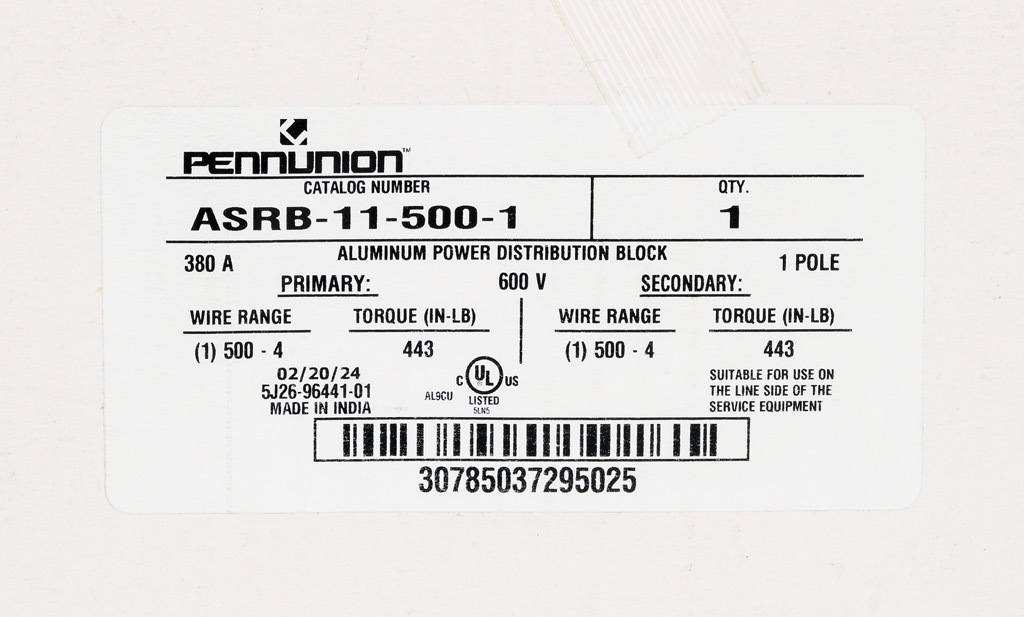 PENNUNION™
CATALOG NUMBER QTY.
ASRB-11-500-1 1
ALUMINUM POWER DISTRIBUTION BLOCK
380 A 600 V 1 POLE
PRIMARY: SECONDARY:
WIRE RANGE TORQUE (IN-LB) WIRE RANGE TORQUE (IN-LB)
(1) 500 - 4 443 (1) 500 - 4 443
02/20/24
5J26-96441-01
MADE IN INDIA
AL9CU
C UL® US
LISTED
5LN5
SUITABLE FOR USE ON
THE LINE SIDE OF THE
SERVICE EQUIPMENT
30785037295025